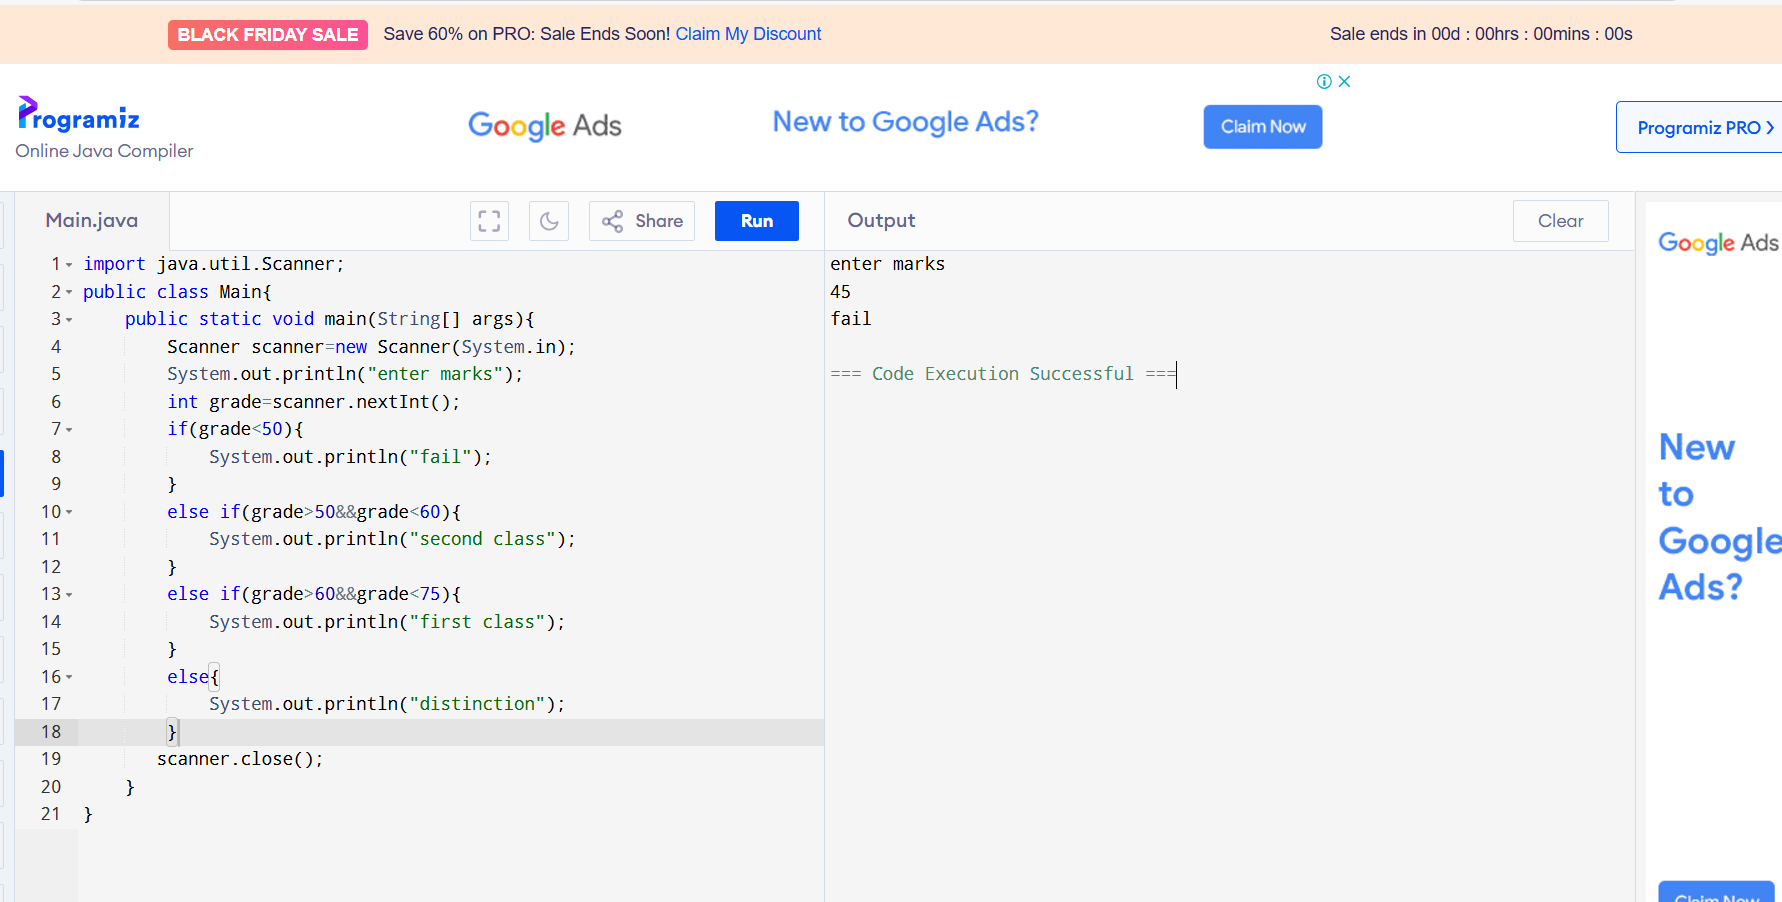 BLACK FRIDAY SALE Save 60% on PRO: Sale Ends Soon! Claim My Discount Sale ends in 00d : 00hrs : 00mins : 00s
Programiz
Online Java Compiler
Google Ads
New to Google Ads?
Claim Now
Programiz PRO
Main.java
Share
Run
Output
Clear
1 import java.util.Scanner;
2 public class Main{
3     public static void main(String[] args){
4         Scanner scanner=new Scanner(System.in);
5         System.out.println("enter marks");
6         int grade=scanner.nextInt();
7         if(grade<50){
8             System.out.println("fail");
9         }
10         else if(grade>50&&grade<60){
11             System.out.println("second class");
12         }
13         else if(grade>60&&grade<75){
14             System.out.println("first class");
15         }
16         else{
17             System.out.println("distinction");
18         }
19        scanner.close();
20     }
21 }
enter marks
45
fail
=== Code Execution Successful ===
Google Ads
New
to
Google
Ads?
Claim Now